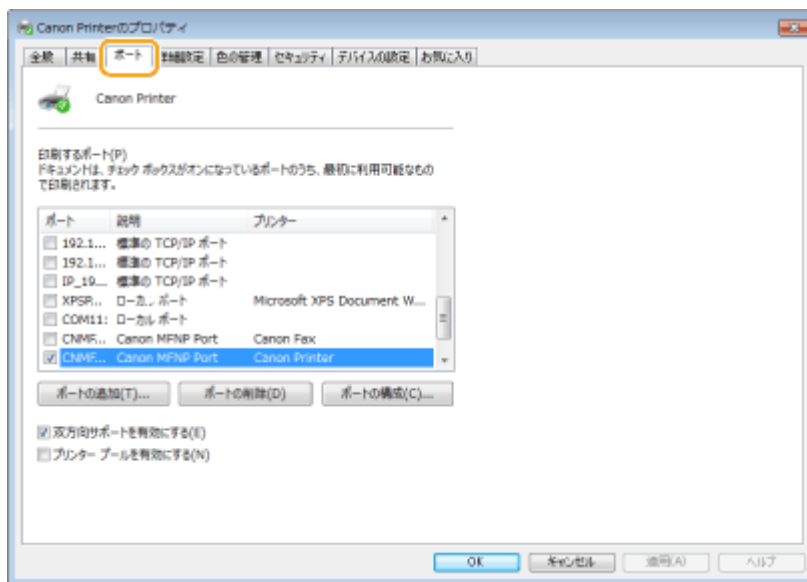 Canon Printerのプロパティ
全般 共有 ポート 詳細設定 色の管理 セキュリティ デバイスの設定 お気に入り
Canon Printer
印刷するポート(P)
ドキュメントは、チェック ボックスがオンになっているポートのうち、最初に利用可能なもの
で印刷されます。
ポート 説明 プリンター
192.1... 標準の TCP/IP ポート
192.1... 標準の TCP/IP ポート
IP_19... 標準の TCP/IP ポート
XPSR... ローカル ポート Microsoft XPS Document W...
COM11: ローカル ポート
CNMF... Canon MFNP Port Canon Fax
CNMF... Canon MFNP Port Canon Printer
ポートの追加(T)... ポートの削除(D) ポートの構成(C)...
双方向サポートを有効にする(E)
プリンター プールを有効にする(N)
OK キャンセル 適用(A) ヘルプ